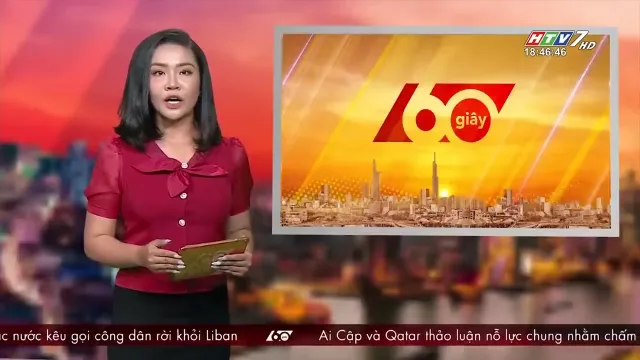 HTV7 HD
18:46:46
60 giây
ác nước kêu gọi công dân rời khỏi Liban 60 Ai Cập và Qatar thảo luận nỗ lực chung nhằm chấm